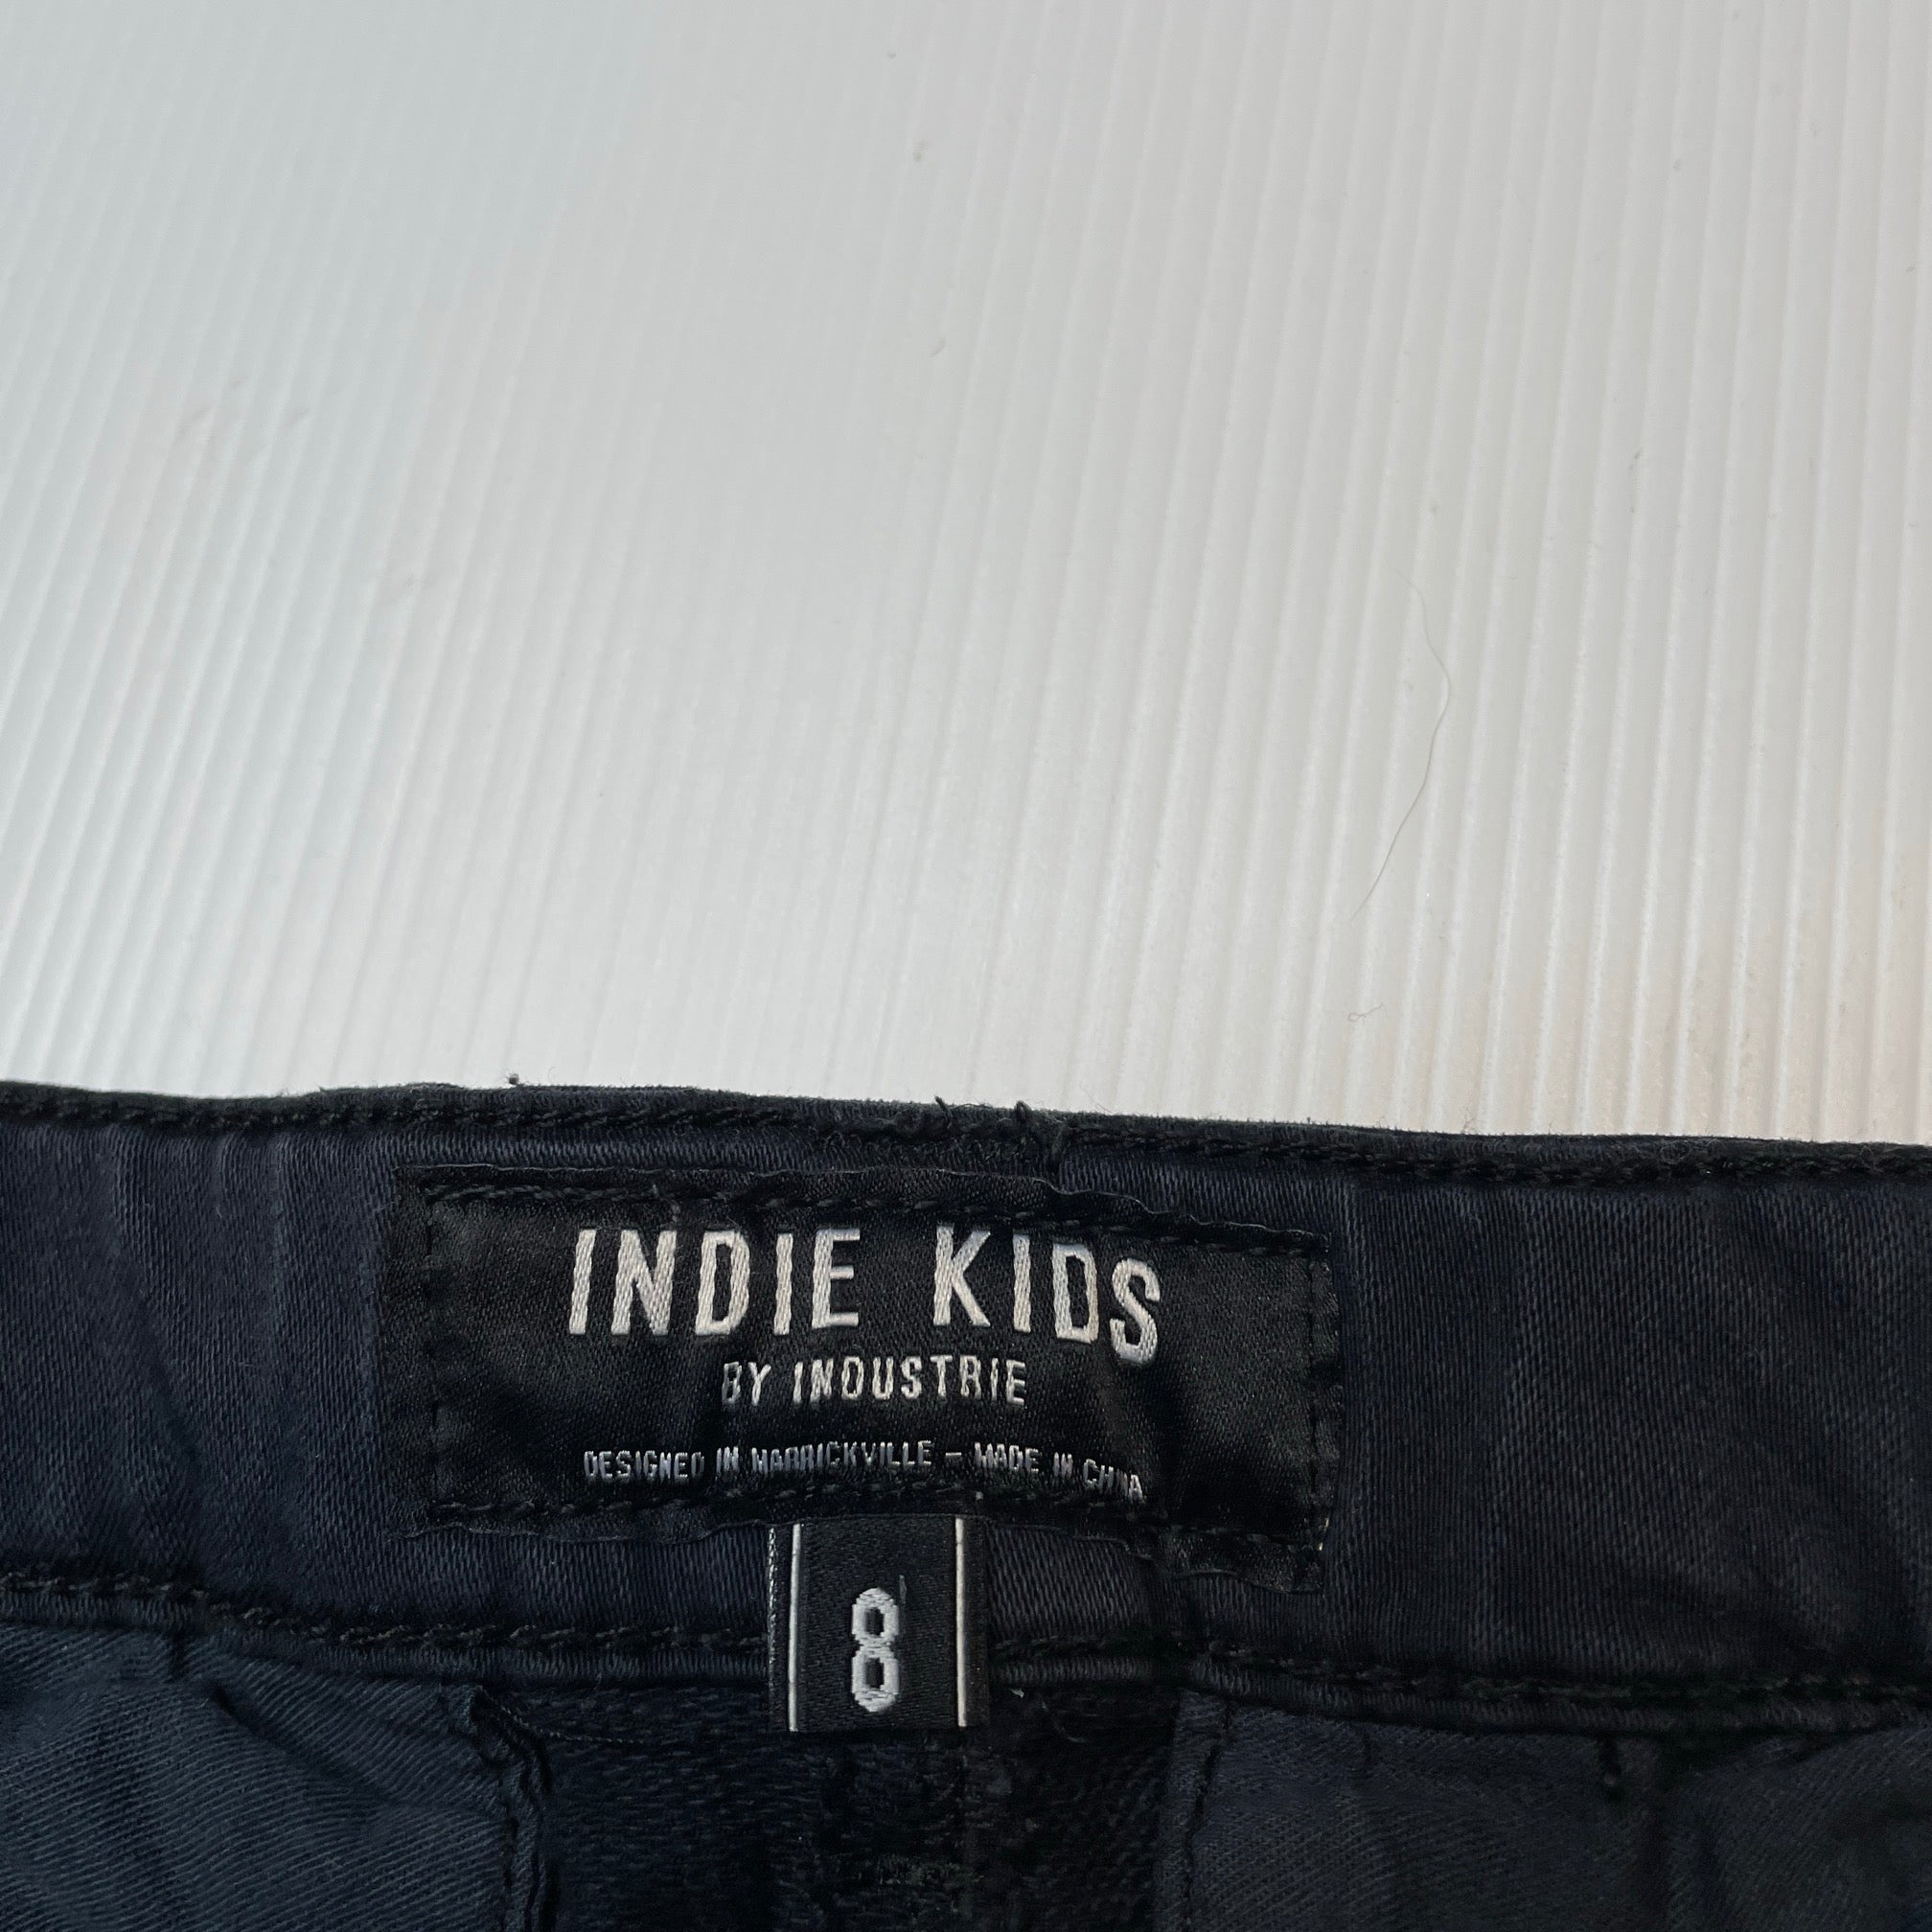 INDIE KIDS
BY INDUSTRIE
DESIGNED IN MARRICKVILLE – MADE IN CHINA
8